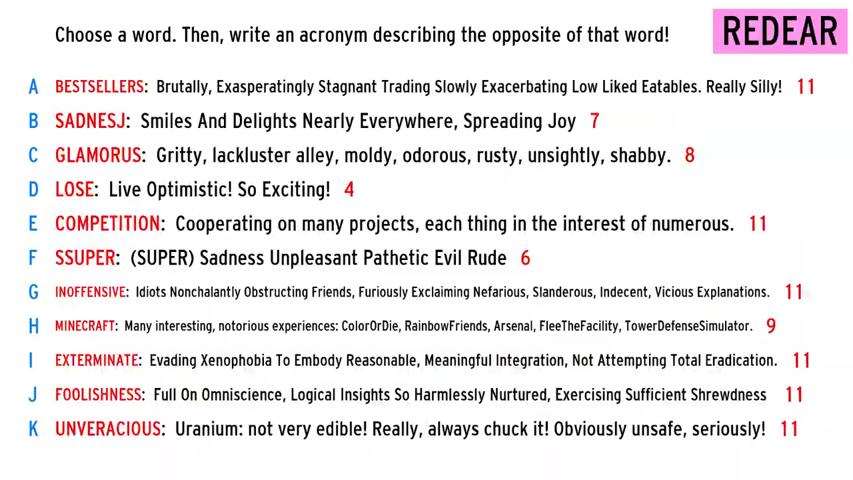 Choose a word. Then, write an acronym describing the opposite of that word! REDEAR
A BESTSELLERS: Brutally, Exasperatingly Stagnant Trading Slowly Exacerbating Low Liked Eatables. Really Silly! 11
B SADNESJ: Smiles And Delights Nearly Everywhere, Spreading Joy 7
C GLAMORUS: Gritty, lackluster alley, moldy, odorous, rusty, unsightly, shabby. 8
D LOSE: Live Optimistic! So Exciting! 4
E COMPETITION: Cooperating on many projects, each thing in the interest of numerous. 11
F SSUPER: (SUPER) Sadness Unpleasant Pathetic Evil Rude 6
G INOFFENSIVE: Idiots Nonchalantly Obstructing Friends, Furiously Exclaiming Nefarious, Slanderous, Indecent, Vicious Explanations. 11
H MINECRAFT: Many interesting, notorious experiences: ColorOrDie, RainbowFriends, Arsenal, FleeTheFacility, TowerDefenseSimulator. 9
I EXTERMINATE: Evading Xenophobia To Embody Reasonable, Meaningful Integration, Not Attempting Total Eradication. 11
J FOOLISHNESS: Full On Omniscience, Logical Insights So Harmlessly Nurtured, Exercising Sufficient Shrewdness 11
K UNVERACIOUS: Uranium: not very edible! Really, always chuck it! Obviously unsafe, seriously! 11